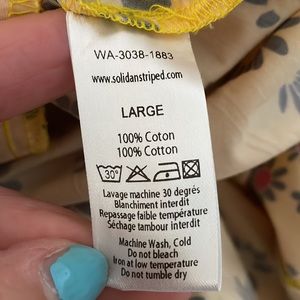 WA-3038-1883
www.solidanstriped.com
LARGE
100% Coton
100% Cotton
30°
Lavage machine 30 degrés
Blanchiment interdit
Repassage faible température
Séchage tambour interdit
Machine Wash, Cold
Do not bleach
Iron at low temperature
Do not tumble dry